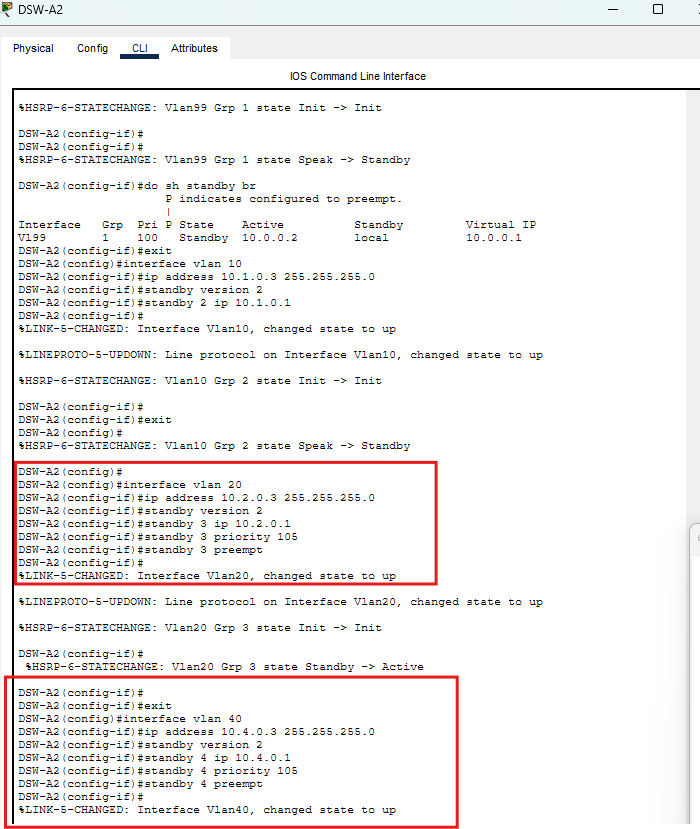 DSW-A2
Physical Config CLI Attributes
IOS Command Line Interface
%HSRP-6-STATECHANGE: Vlan99 Grp 1 state Init -> Init
DSW-A2(config-if)#
DSW-A2(config-if)#
%HSRP-6-STATECHANGE: Vlan99 Grp 1 state Speak -> Standby
DSW-A2(config-if)#do sh standby br
P indicates configured to preempt.
|
Interface Grp Pri P State Active Standby Virtual IP
Vl99 1 100 Standby 10.0.0.2 local 10.0.0.1
DSW-A2(config-if)#exit
DSW-A2(config)#interface vlan 10
DSW-A2(config-if)#ip address 10.1.0.3 255.255.255.0
DSW-A2(config-if)#standby version 2
DSW-A2(config-if)#standby 2 ip 10.1.0.1
DSW-A2(config-if)#
%LINK-5-CHANGED: Interface Vlan10, changed state to up
%LINEPROTO-5-UPDOWN: Line protocol on Interface Vlan10, changed state to up
%HSRP-6-STATECHANGE: Vlan10 Grp 2 state Init -> Init
DSW-A2(config-if)#
DSW-A2(config-if)#exit
DSW-A2(config)#
%HSRP-6-STATECHANGE: Vlan10 Grp 2 state Speak -> Standby
DSW-A2(config)#
DSW-A2(config)#interface vlan 20
DSW-A2(config-if)#ip address 10.2.0.3 255.255.255.0
DSW-A2(config-if)#standby version 2
DSW-A2(config-if)#standby 3 ip 10.2.0.1
DSW-A2(config-if)#standby 3 priority 105
DSW-A2(config-if)#standby 3 preempt
DSW-A2(config-if)#
%LINK-5-CHANGED: Interface Vlan20, changed state to up
%LINEPROTO-5-UPDOWN: Line protocol on Interface Vlan20, changed state to up
%HSRP-6-STATECHANGE: Vlan20 Grp 3 state Init -> Init
DSW-A2(config-if)#
%HSRP-6-STATECHANGE: Vlan20 Grp 3 state Standby -> Active
DSW-A2(config-if)#
DSW-A2(config-if)#exit
DSW-A2(config)#interface vlan 40
DSW-A2(config-if)#ip address 10.4.0.3 255.255.255.0
DSW-A2(config-if)#standby version 2
DSW-A2(config-if)#standby 4 ip 10.4.0.1
DSW-A2(config-if)#standby 4 priority 105
DSW-A2(config-if)#standby 4 preempt
DSW-A2(config-if)#
%LINK-5-CHANGED: Interface Vlan40, changed state to up